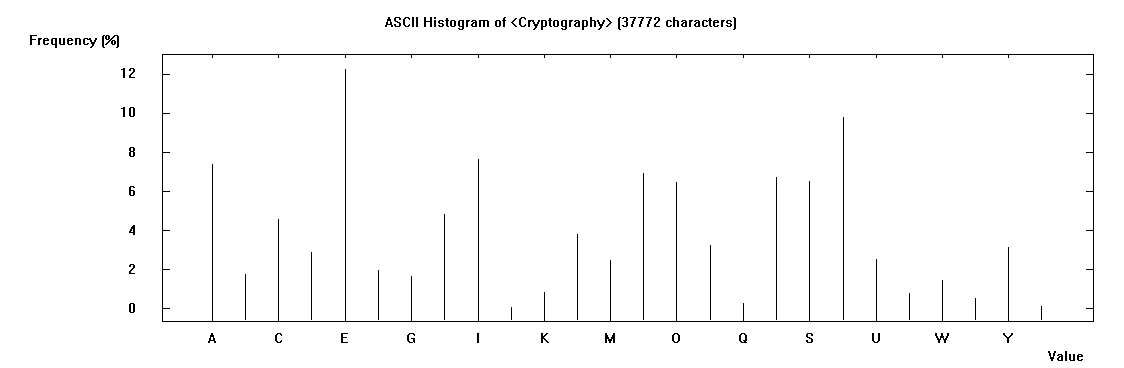 ASCII Histogram of <Cryptography> (37772 characters)
Frequency (%)
12
10
8
6
4
2
0
A C E G I K M O Q S U W Y
Value